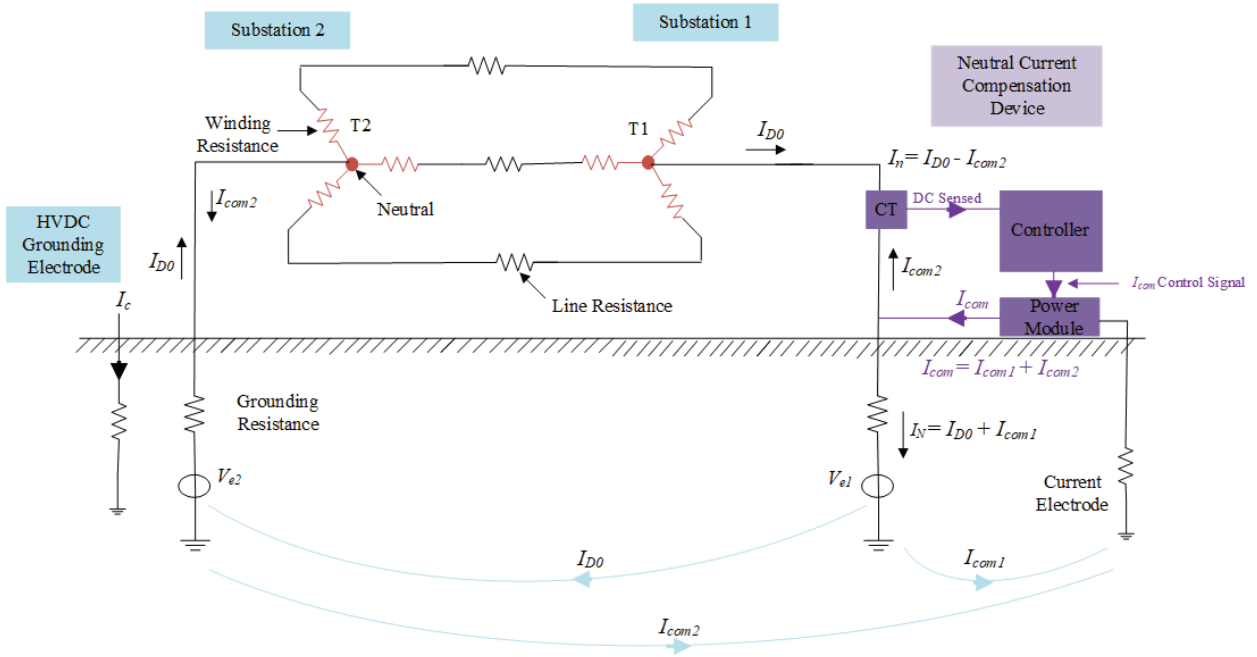 Substation 2
Substation 1
Neutral Current
Compensation
Device
Winding
Resistance
T2
T1
I_D0
I_n = I_D0 - I_com2
Neutral
I_com2
CT
DC Sensed
Controller
HVDC
Grounding
Electrode
I_D0
I_com2
I_com Control Signal
Line Resistance
I_c
I_com
Power
Module
I_com = I_com1 + I_com2
Grounding
Resistance
I_N = I_D0 + I_com1
V_e2
V_e1
Current
Electrode
I_D0
I_com1
I_com2